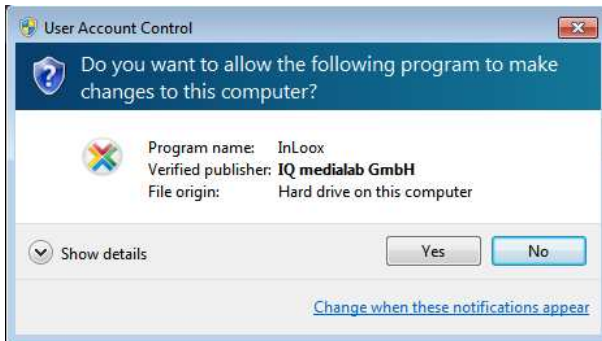 User Account Control
Do you want to allow the following program to make
changes to this computer?
Program name: InLoox
Verified publisher: IQ medialab GmbH
File origin: Hard drive on this computer
Show details
Yes
No
Change when these notifications appear